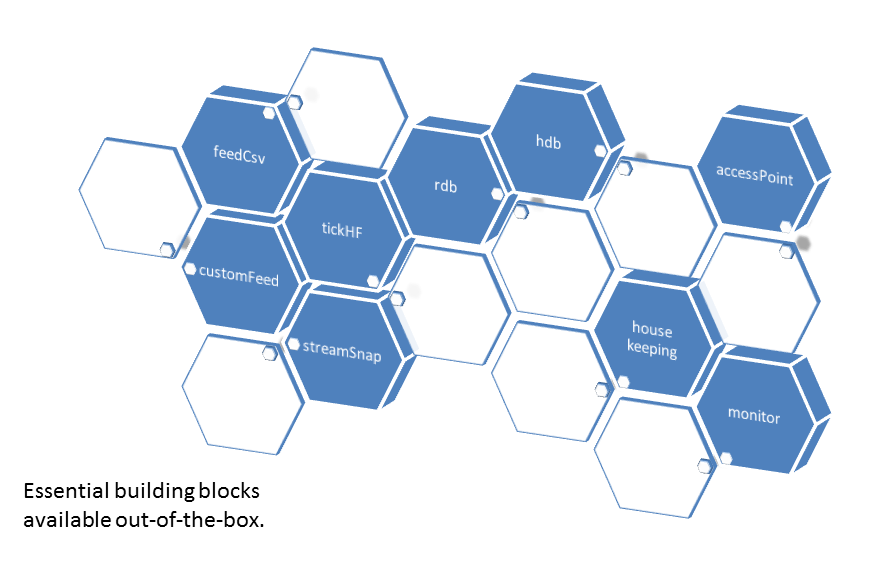 feedCsv
hdb
accessPoint
rdb
tickHF
customFeed
house
keeping
streamSnap
monitor
Essential building blocks
available out-of-the-box.